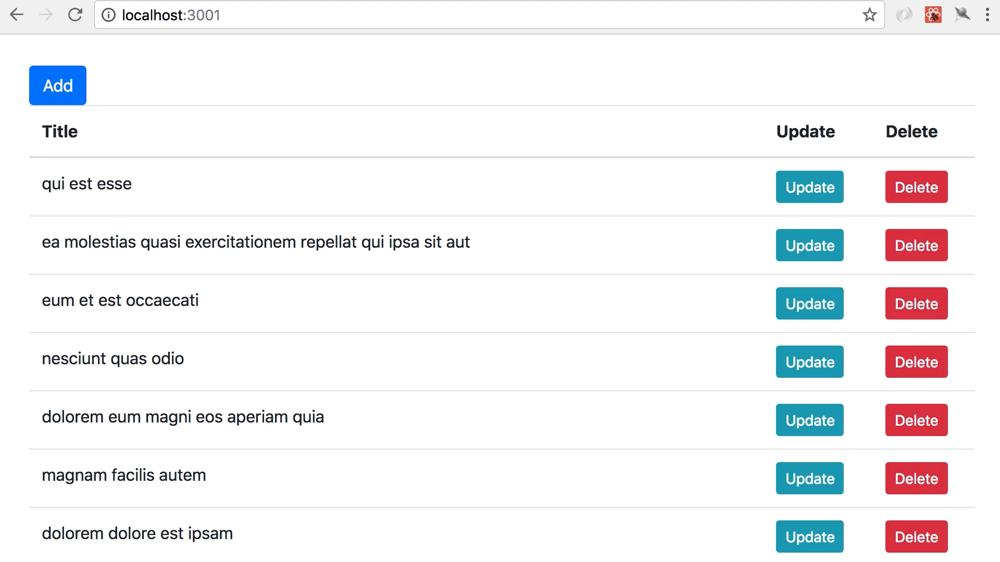 localhost:3001
Add
Title Update Delete
qui est esse Update Delete
ea molestias quasi exercitationem repellat qui ipsa sit aut Update Delete
eum et est occaecati Update Delete
nesciunt quas odio Update Delete
dolorem eum magni eos aperiam quia Update Delete
magnam facilis autem Update Delete
dolorem dolore est ipsam Update Delete